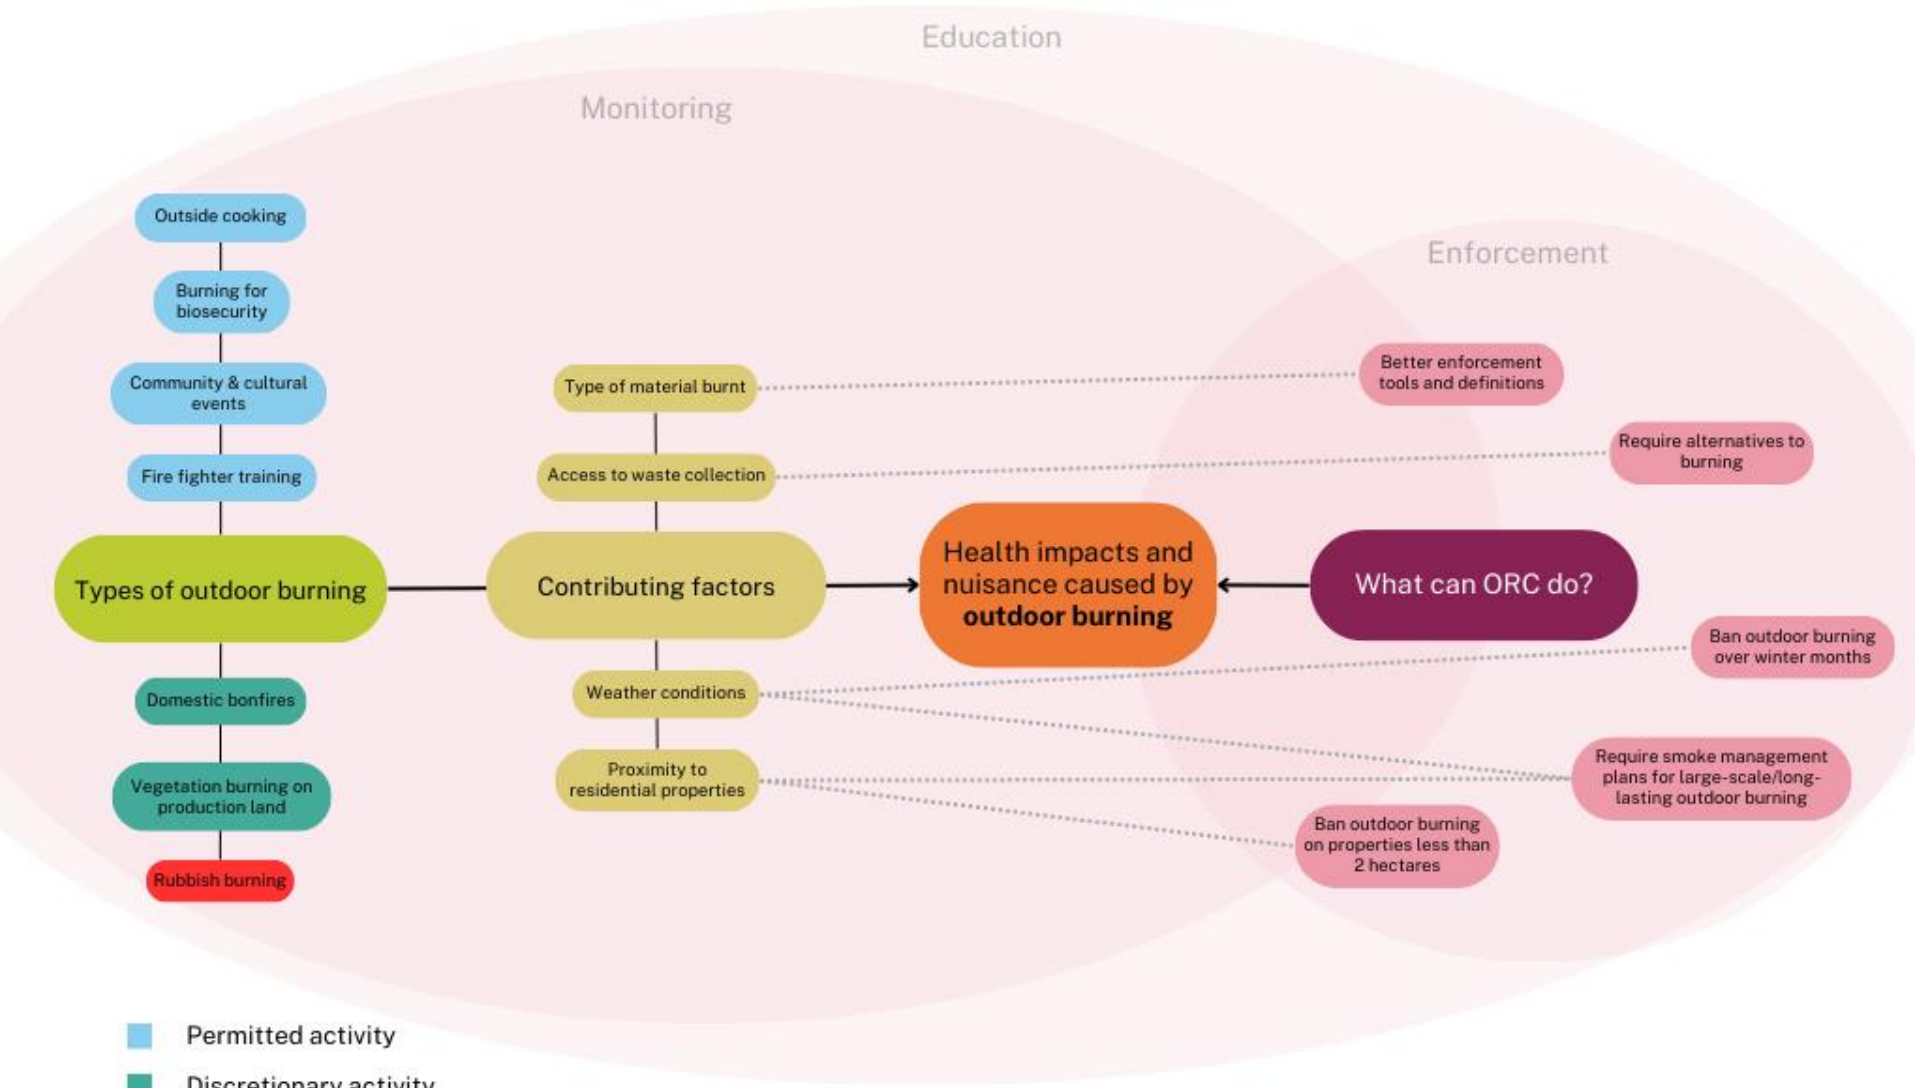 Education
Monitoring
Enforcement
Outside cooking
Burning for
biosecurity
Community & cultural
events
Fire fighter training
Types of outdoor burning
Domestic bonfires
Vegetation burning on
production land
Rubbish burning
Type of material burnt
Access to waste collection
Contributing factors
Weather conditions
Proximity to
residential properties
Health impacts and
nuisance caused by
outdoor burning
What can ORC do?
Better enforcement
tools and definitions
Require alternatives to
burning
Ban outdoor burning
over winter months
Require smoke management
plans for large-scale/long-
lasting outdoor burning
Ban outdoor burning
on properties less than
2 hectares
Permitted activity
Discretionary activity